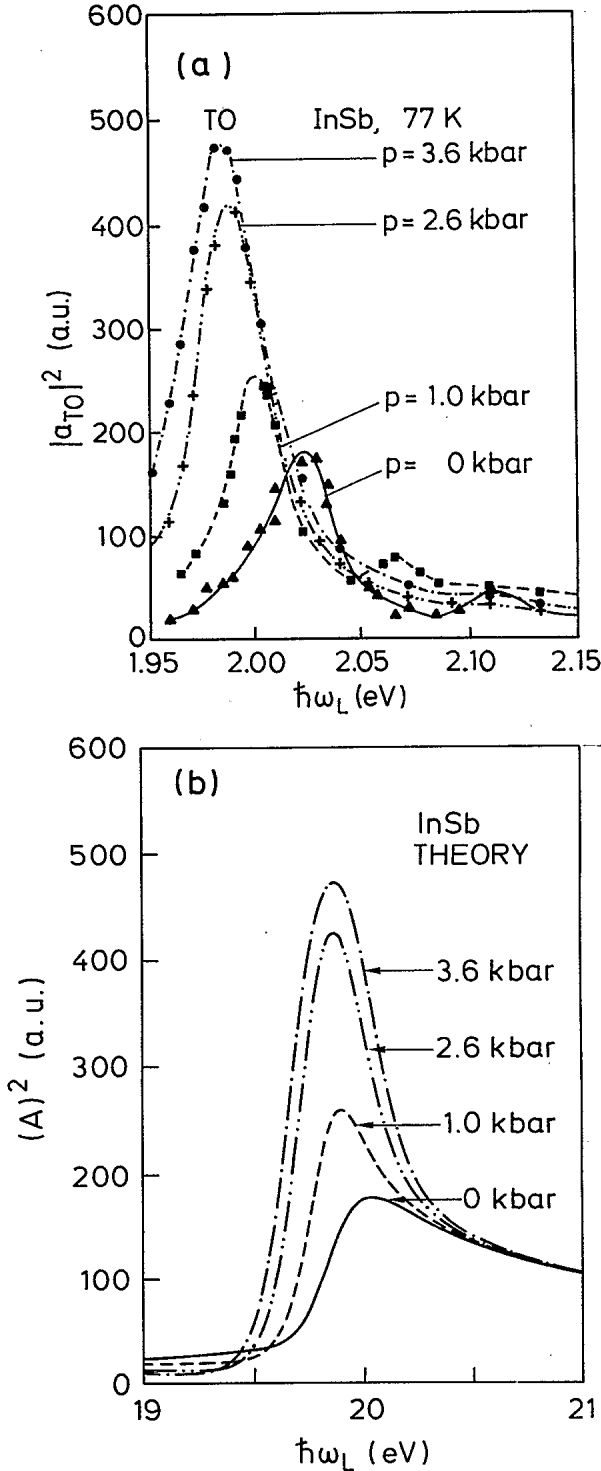 600
(a)
TO InSb, 77 K
500
p = 3.6 kbar
400
p = 2.6 kbar
|aTO|² (a.u.)
300
p = 1.0 kbar
200
p = 0 kbar
100
0
1.95 2.00 2.05 2.10 2.15
ħωL (eV)
600
(b)
InSb
THEORY
500
400
3.6 kbar
(A)² (a.u.)
300
2.6 kbar
1.0 kbar
200
0 kbar
100
0
19 20 21
ħωL (eV)